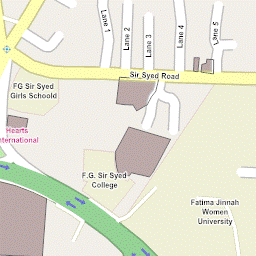 Lane 1
Lane 2
Lane 3
Lane 4
Lane 5
Sir Syed Road
FG Sir Syed
Girls Schoold
Hearts
International
F.G. Sir Syed
College
Fatima Jinnah
Women
University